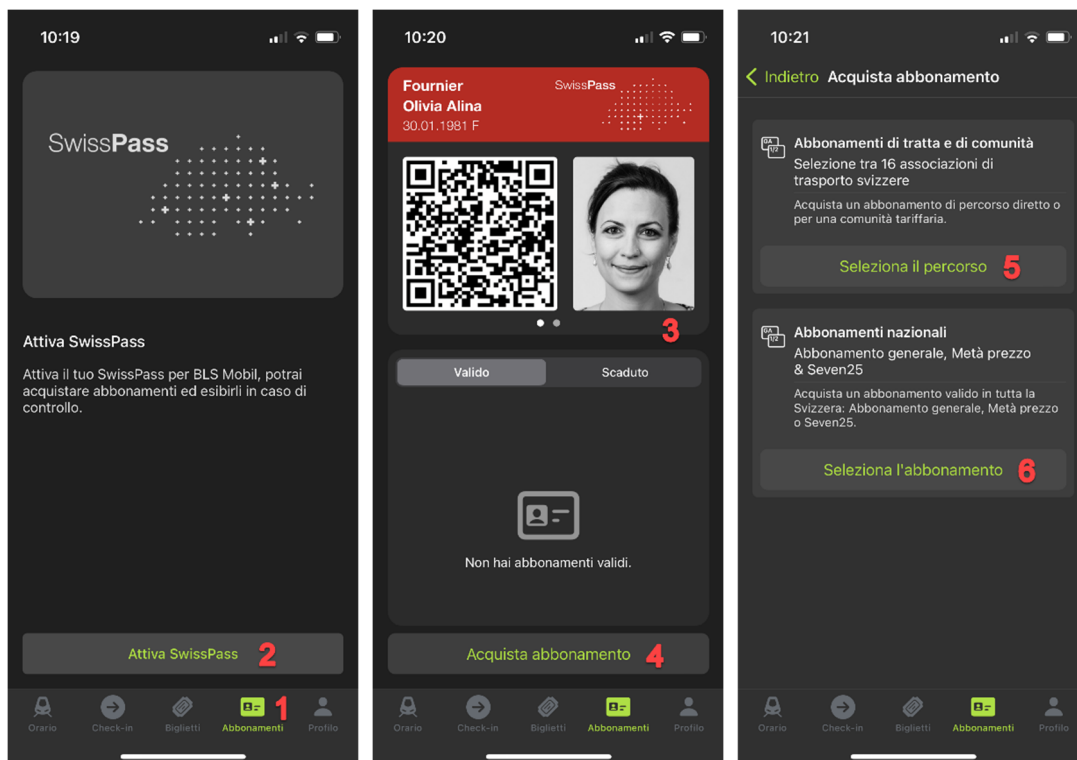 10:19
SwissPass
Attiva SwissPass
Attiva il tuo SwissPass per BLS Mobil, potrai
acquistare abbonamenti ed esibirli in caso di
controllo.
Attiva SwissPass 2
1
Orario Check-in Biglietti Abbonamenti Profilo
10:20
Fournier
Olivia Alina
30.01.1981 F
SwissPass
3
Valido Scaduto
Non hai abbonamenti validi.
Acquista abbonamento 4
Orario Check-in Biglietti Abbonamenti Profilo
10:21
Indietro Acquista abbonamento
GA 1/2
Abbonamenti di tratta e di comunità
Selezione tra 16 associazioni di
trasporto svizzere
Acquista un abbonamento di percorso diretto o
per una comunità tariffaria.
Seleziona il percorso 5
GA 1/2
Abbonamenti nazionali
Abbonamento generale, Metà prezzo
& Seven25
Acquista un abbonamento valido in tutta la
Svizzera: Abbonamento generale, Metà prezzo
o Seven25.
Seleziona l'abbonamento 6
Orario Check-in Biglietti Abbonamenti Profilo